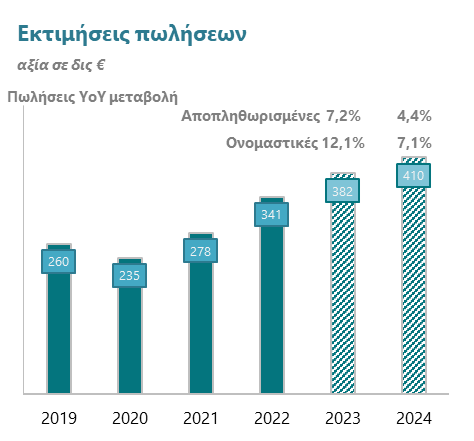 Εκτιμήσεις πωλήσεων
αξία σε δις €
Πωλήσεις YoY μεταβολή
Αποπληθωρισμένες 7,2% 4,4%
Ονομαστικές 12,1% 7,1%
260 235 278 341 382 410
2019 2020 2021 2022 2023 2024